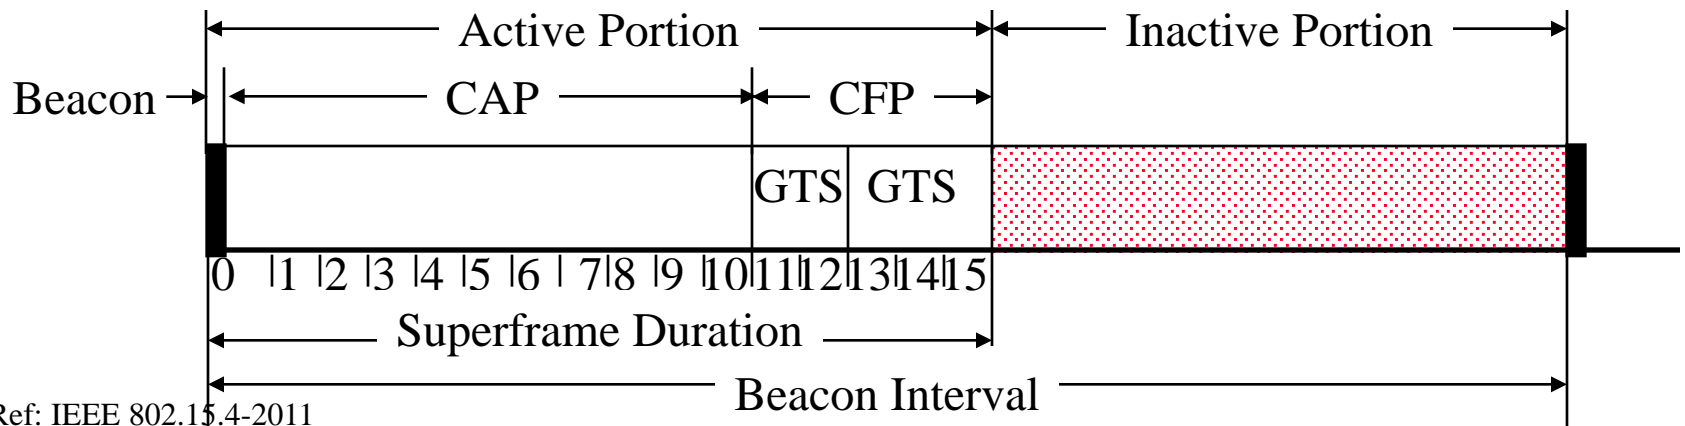 Active Portion Inactive Portion
Beacon CAP CFP
GTS GTS
0 1 2 3 4 5 6 7 8 9 10 11 12 13 14 15
Superframe Duration
Beacon Interval
Ref: IEEE 802.15.4-2011